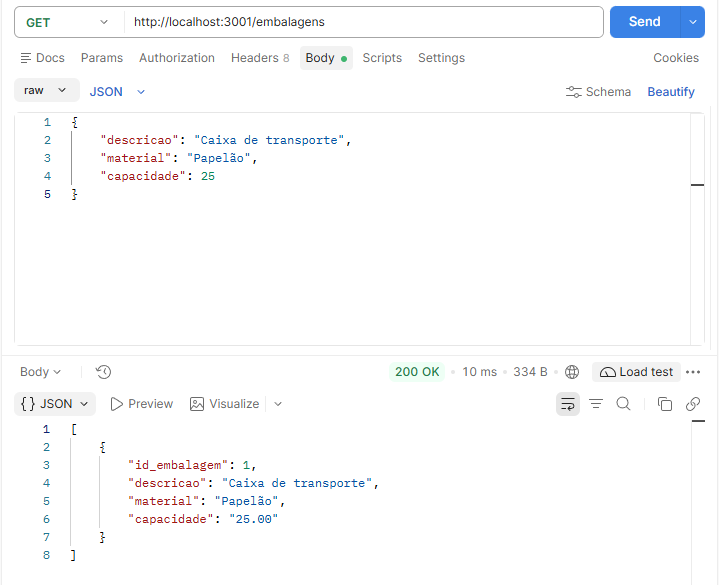 GET http://localhost:3001/embalagens Send
Docs Params Authorization Headers 8 Body Scripts Settings Cookies
raw JSON Schema Beautify
1 {
2 "descricao": "Caixa de transporte",
3 "material": "Papelão",
4 "capacidade": 25
5 }
Body 200 OK • 10 ms • 334 B • Load test
{} JSON Preview Visualize
1 [
2 {
3 "id_embalagem": 1,
4 "descricao": "Caixa de transporte",
5 "material": "Papelão",
6 "capacidade": "25.00"
7 }
8 ]